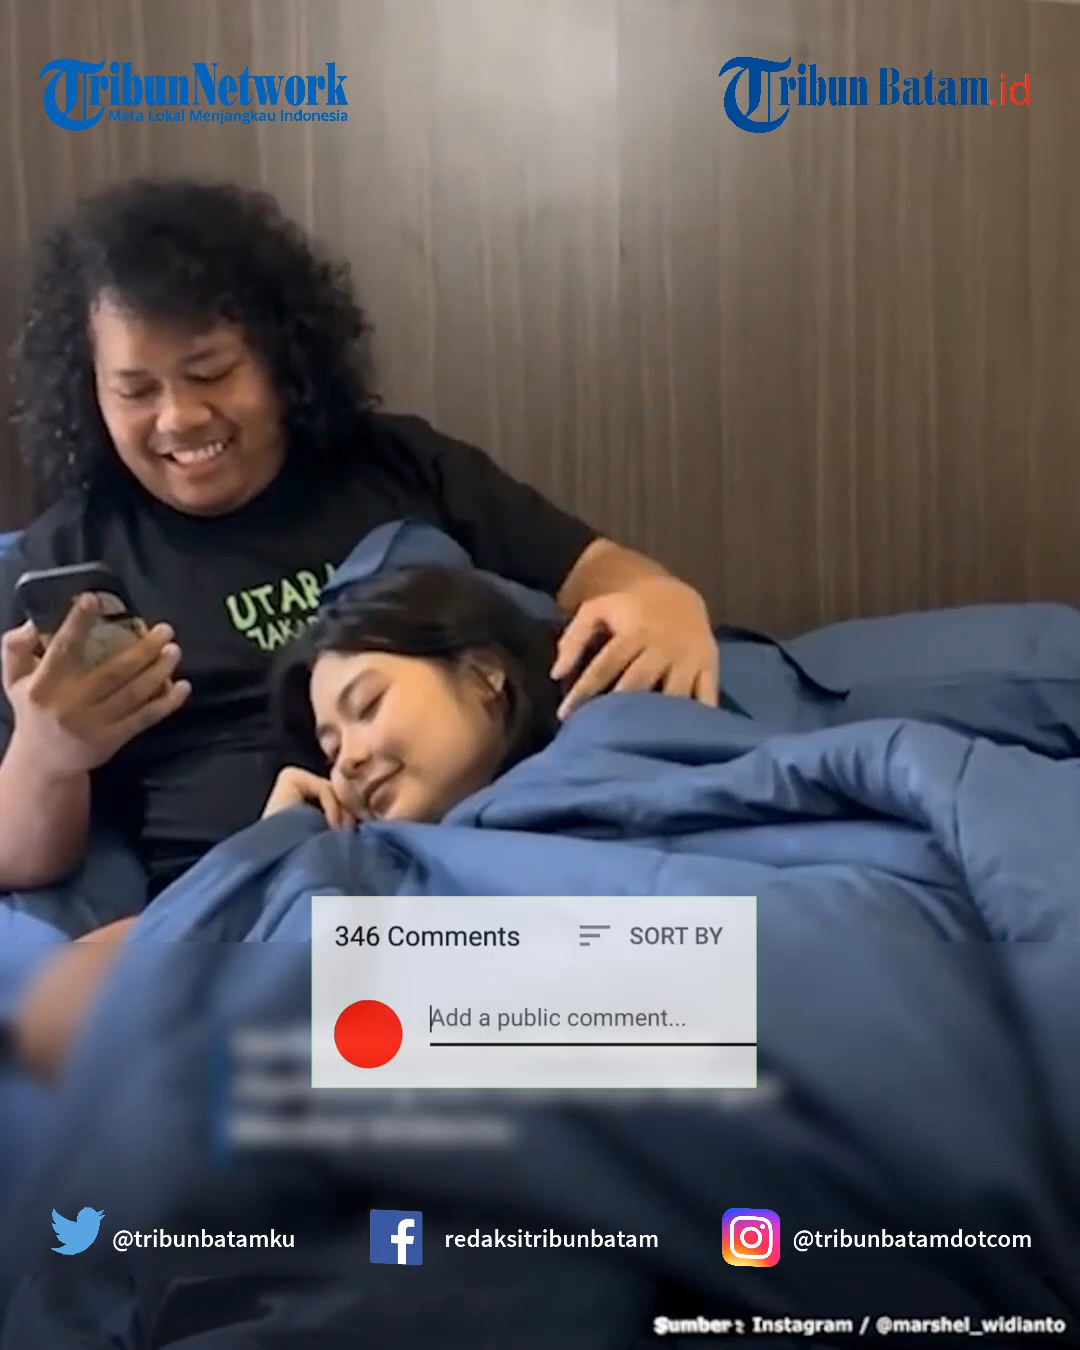 TribunNetwork
Mata Lokal Menjangkau Indonesia
Tribun Batam.id
UTARA
346 Comments
SORT BY
Add a public comment...
@tribunbatamku
redaksitribunbatam
@tribunbatamdotcom
Sumber : Instagram / @marshel_widianto